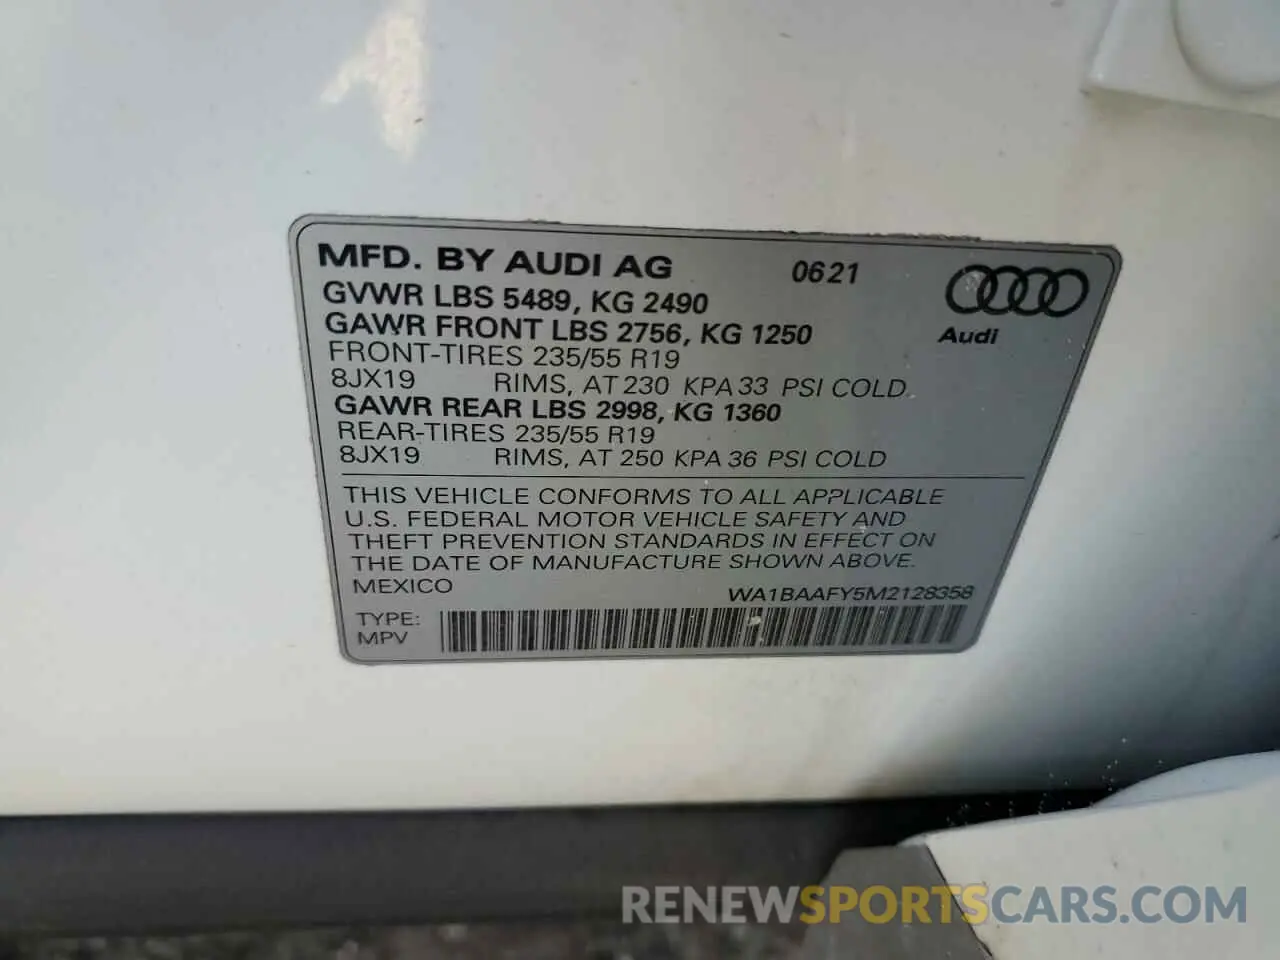 MFD. BY AUDI AG 0621
GVWR LBS 5489, KG 2490
GAWR FRONT LBS 2756, KG 1250
Audi
FRONT-TIRES 235/55 R19
8JX19 RIMS, AT 230 KPA 33 PSI COLD
GAWR REAR LBS 2998, KG 1360
REAR-TIRES 235/55 R19
8JX19 RIMS, AT 250 KPA 36 PSI COLD
THIS VEHICLE CONFORMS TO ALL APPLICABLE
U.S. FEDERAL MOTOR VEHICLE SAFETY AND
THEFT PREVENTION STANDARDS IN EFFECT ON
THE DATE OF MANUFACTURE SHOWN ABOVE.
MEXICO WA1BAAFY5M2128358
TYPE:
MPV
RENEWSPORTSCARS.COM